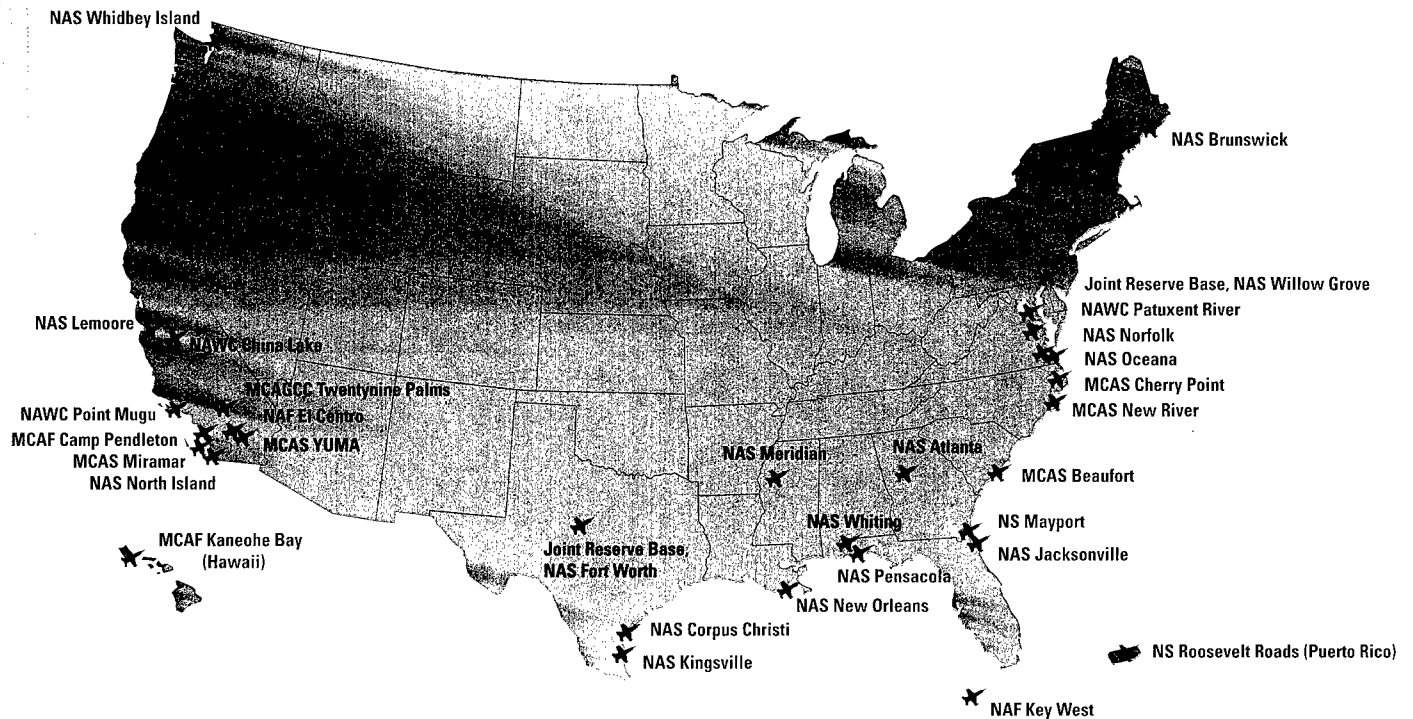 NAS Whidbey Island
NAS Brunswick
Joint Reserve Base, NAS Willow Grove
NAWC Patuxent River
NAS Norfolk
NAS Oceana
MCAS Cherry Point
MCAS New River
NAS Lemoore
NAWC China Lake
MCAGCC Twentynine Palms
NAWC Point Mugu
NAF El Centro
MCAF Camp Pendleton
MCAS YUMA
MCAS Miramar
NAS North Island
NAS Meridian
NAS Atlanta
MCAS Beaufort
NAS Whiting
NS Mayport
NAS Jacksonville
MCAF Kaneohe Bay
(Hawaii)
Joint Reserve Base,
NAS Fort Worth
NAS Pensacola
NAS New Orleans
NAS Corpus Christi
NAS Kingsville
NS Roosevelt Roads (Puerto Rico)
NAF Key West